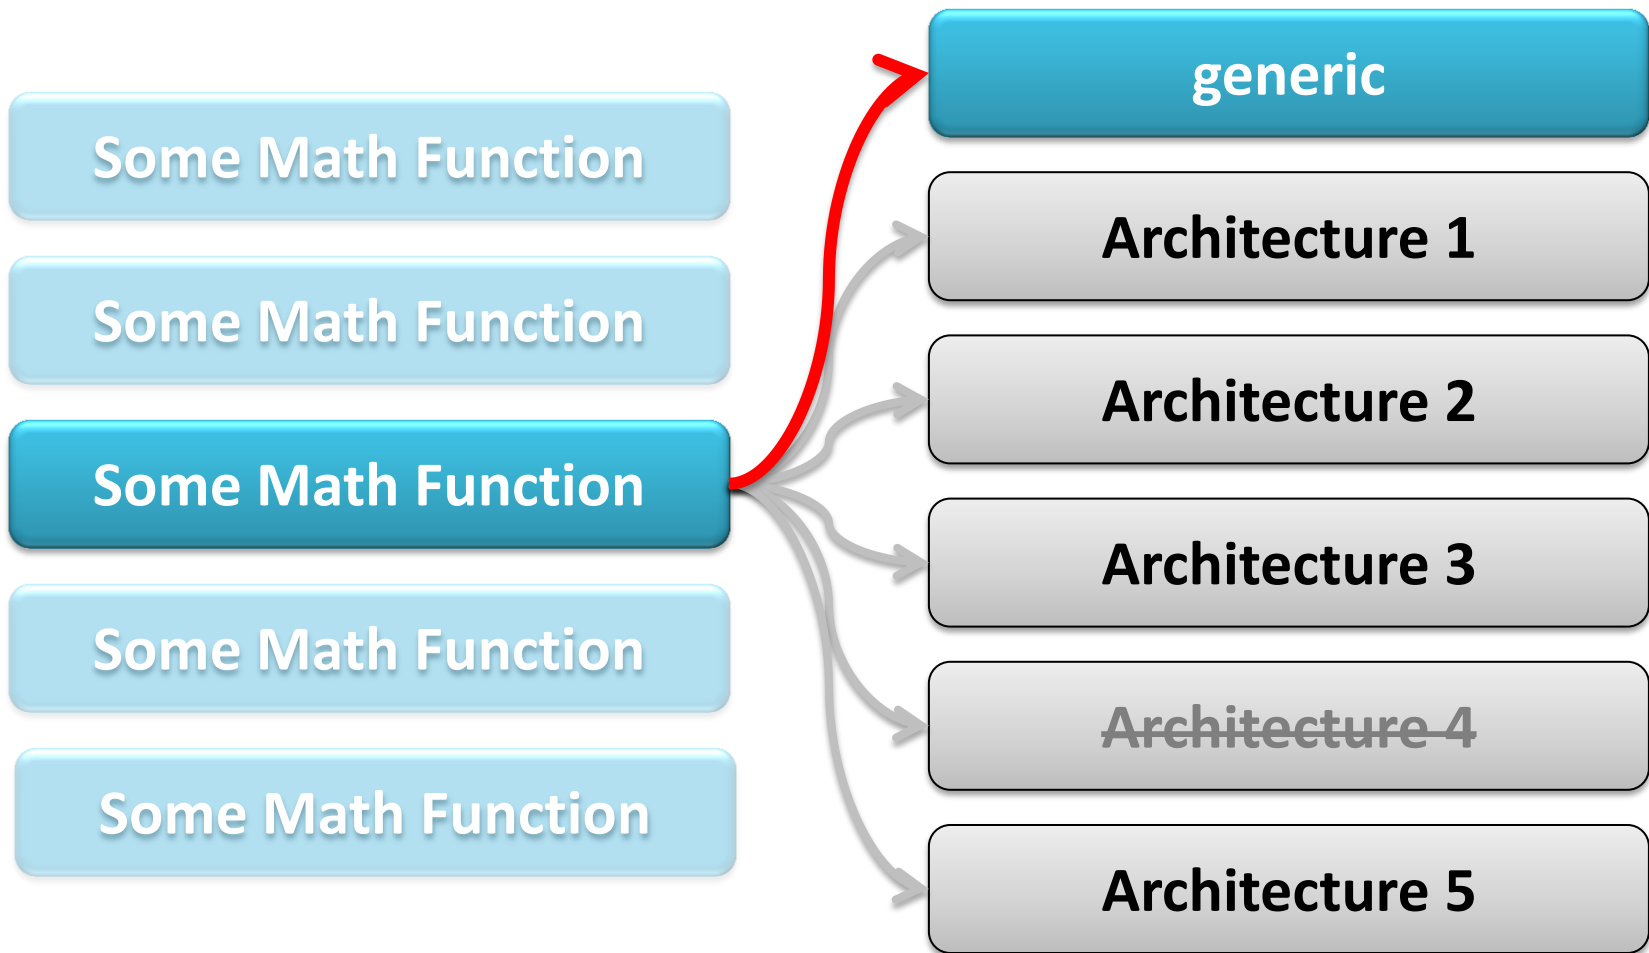 Some Math Function
Some Math Function
Some Math Function
Some Math Function
Some Math Function
generic
Architecture 1
Architecture 2
Architecture 3
Architecture 4
Architecture 5